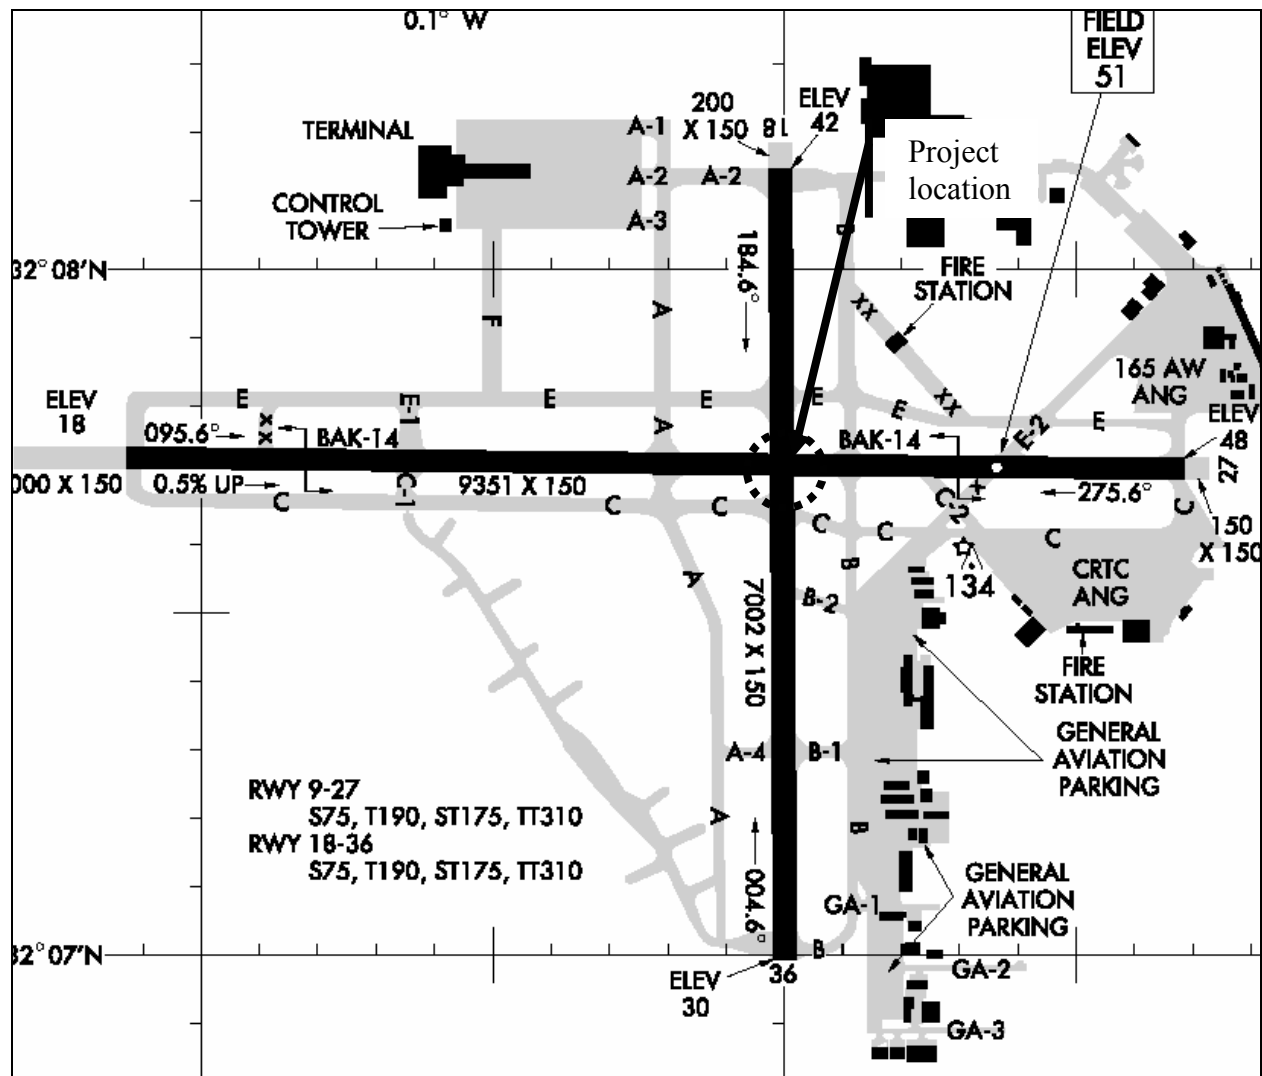 0.1° W
FIELD
ELEV
51
200
X 150
18
ELEV
42
TERMINAL
A-1
A-2
A-2
A-3
Project
location
CONTROL
TOWER
184.6°
B
32°08'N
FIRE
STATION
XX
F
A
165 AW
ANG
ELEV
18
E
E-1
E
E
E
E
XX
E-2
E
ELEV
48
XX
095.6°
BAK-14
A
BAK-14
27
000 X 150
0.5% UP
C-1
9351 X 150
275.6°
C
C
C
C
C
C-2
C
C
150
X 150
A
B
134
CRTC
ANG
B-2
7002 X 150
FIRE
STATION
A-4
B-1
GENERAL
AVIATION
PARKING
RWY 9-27
S75, T190, ST175, TT310
RWY 18-36
S75, T190, ST175, TT310
A
B
004.6°
GENERAL
AVIATION
PARKING
GA-1
32°07'N
B
ELEV
30
36
GA-2
GA-3